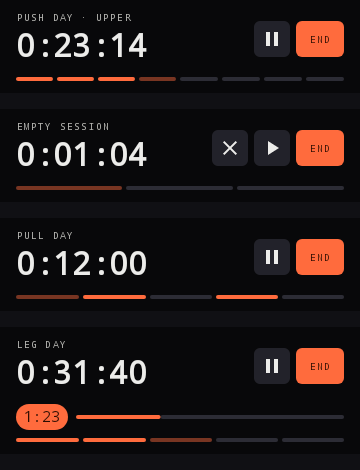 PUSH DAY · UPPER
0:23:14
END
EMPTY SESSION
0:01:04
END
PULL DAY
0:12:00
END
LEG DAY
0:31:40
END
1:23